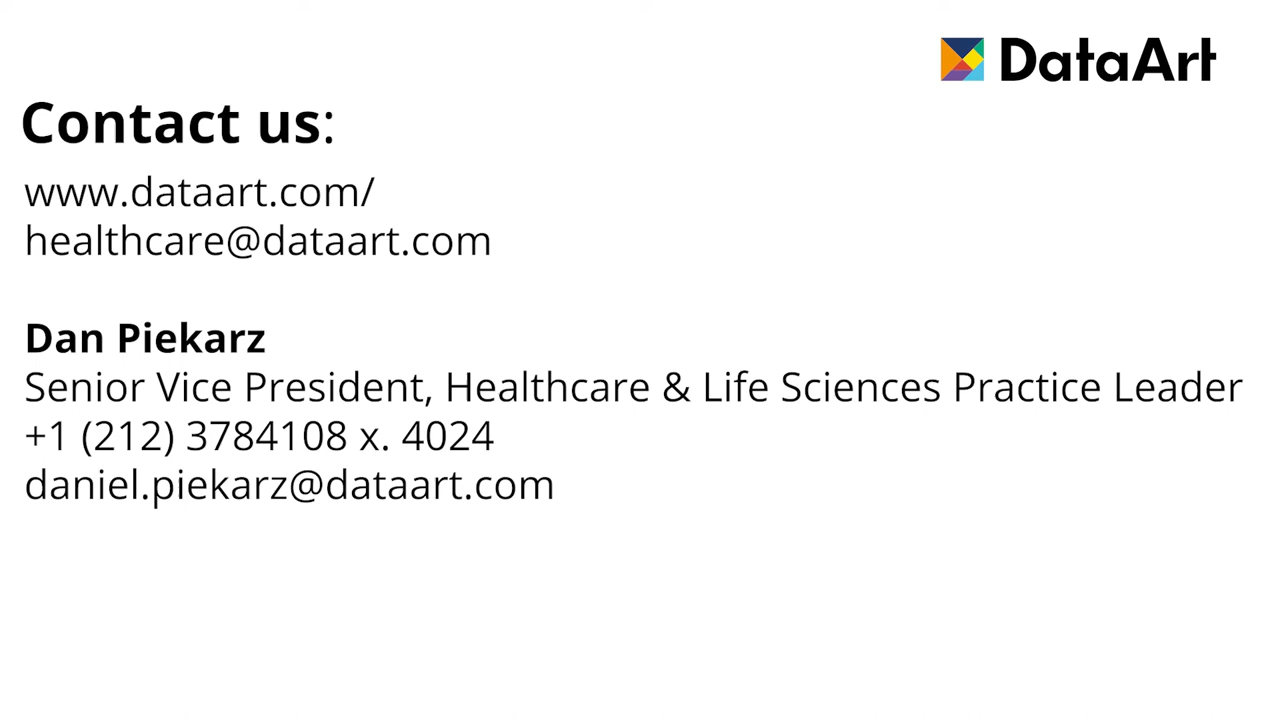 DataArt
Contact us:
www.dataart.com/
healthcare@dataart.com
Dan Piekarz
Senior Vice President, Healthcare & Life Sciences Practice Leader
+1 (212) 3784108 x. 4024
daniel.piekarz@dataart.com